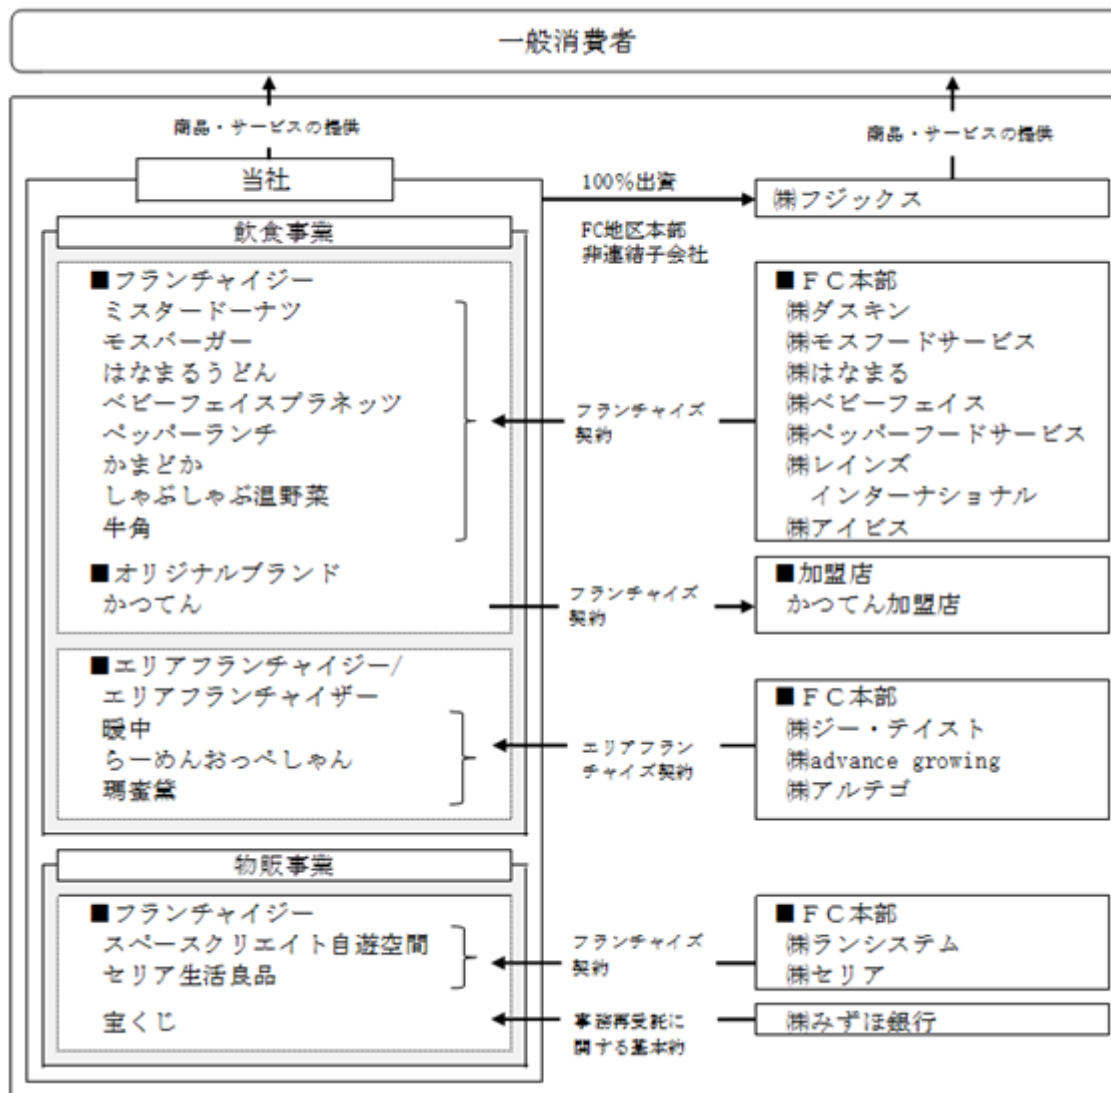 一般消費者
商品・サービスの提供
商品・サービスの提供
当社
100%出資
㈱フジックス
FC地区本部
非連結子会社
飲食事業
■フランチャイジー
ミスタードーナツ
モスバーガー
はなまるうどん
ベビーフェイスプラネッツ
ペッパーランチ
かまどか
しゃぶしゃぶ温野菜
牛角
フランチャイズ
契約
■ＦＣ本部
㈱ダスキン
㈱モスフードサービス
㈱はなまる
㈱ベビーフェイス
㈱ペッパーフードサービス
㈱レインズ
インターナショナル
㈱アイビス
■オリジナルブランド
かつてん
フランチャイズ
契約
■加盟店
かつてん加盟店
■エリアフランチャイジー/
エリアフランチャイザー
暖中
らーめんおっぺしゃん
瑪蜜黛
エリアフラン
チャイズ契約
■ＦＣ本部
㈱ジー・テイスト
㈱advance growing
㈱アルテゴ
物販事業
■フランチャイジー
スペースクリエイト自遊空間
セリア生活良品
フランチャイズ
契約
■ＦＣ本部
㈱ランシステム
㈱セリア
宝くじ
事務再受託に
関する基本約
㈱みずほ銀行